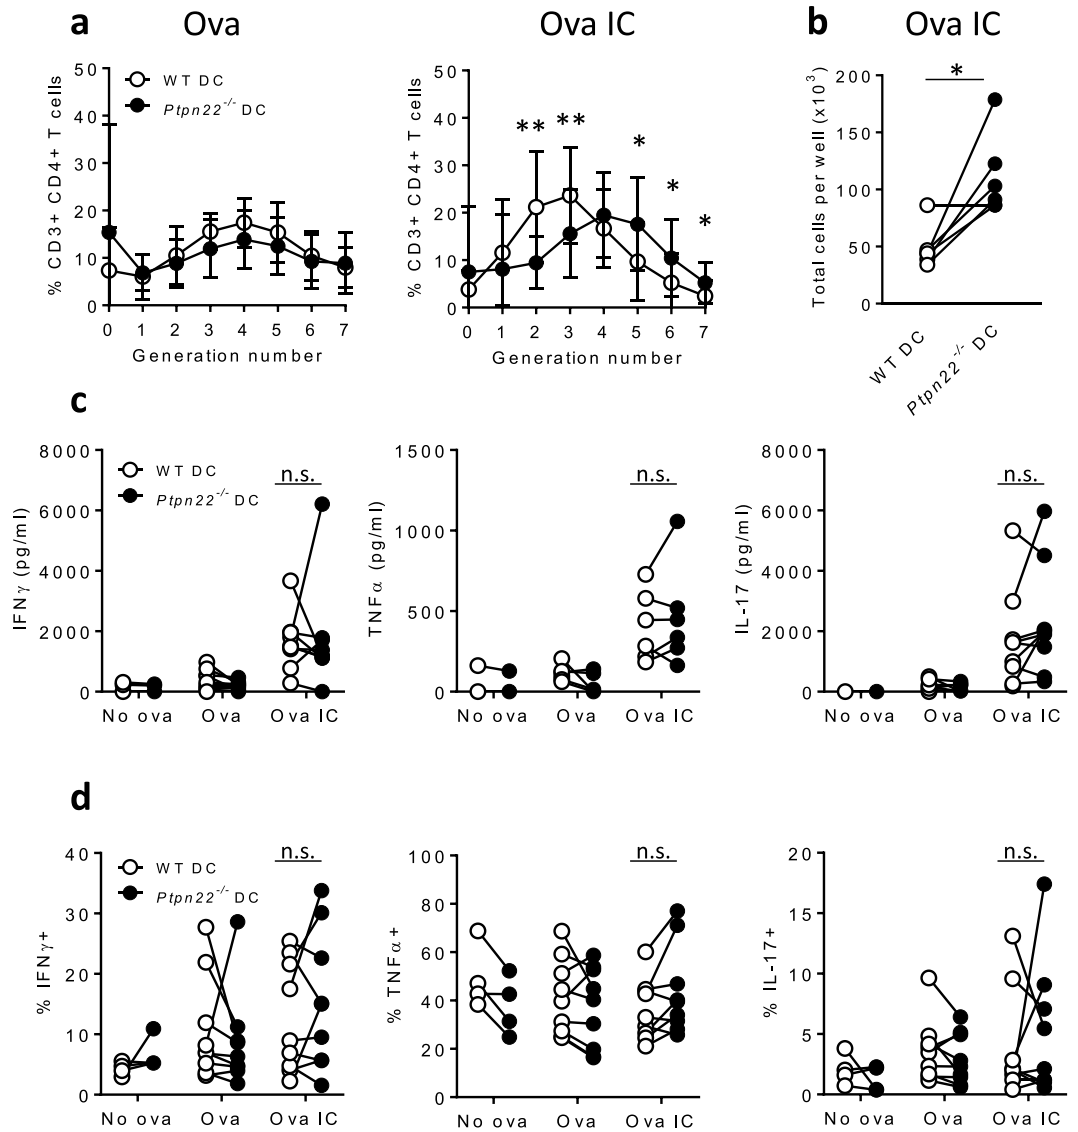 a Ova Ova IC b Ova IC
% CD3+ CD4+ T cells
50
40
30
20
10
0
WT DC
Ptpn22-/- DC
0 1 2 3 4 5 6 7
Generation number
% CD3+ CD4+ T cells
50
40
30
20
10
0
** ** * * *
0 1 2 3 4 5 6 7
Generation number
Total cells per well (x10³)
200
150
100
50
0
*
WT DC
Ptpn22-/- DC
c
IFNγ (pg/ml)
8000
6000
4000
2000
0
WT DC
Ptpn22-/- DC
n.s.
No ova Ova Ova IC
TNFα (pg/ml)
1500
1000
500
0
n.s.
No ova Ova Ova IC
IL-17 (pg/ml)
8000
6000
4000
2000
0
n.s.
No ova Ova Ova IC
d
% IFNγ+
40
30
20
10
0
WT DC
Ptpn22-/- DC
n.s.
No ova Ova Ova IC
% TNFα+
100
80
60
40
20
0
n.s.
No ova Ova Ova IC
% IL-17+
20
15
10
5
0
n.s.
No ova Ova Ova IC